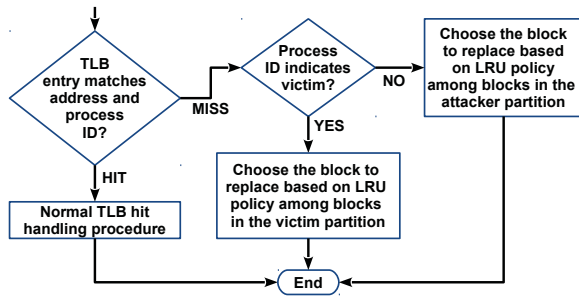 TLB
entry matches
address and
process
ID?
MISS
HIT
Normal TLB hit
handling procedure
Process
ID indicates
victim?
NO
YES
Choose the block to
replace based on LRU
policy among blocks
in the victim partition
Choose the block
to replace based
on LRU policy
among blocks in the
attacker partition
End